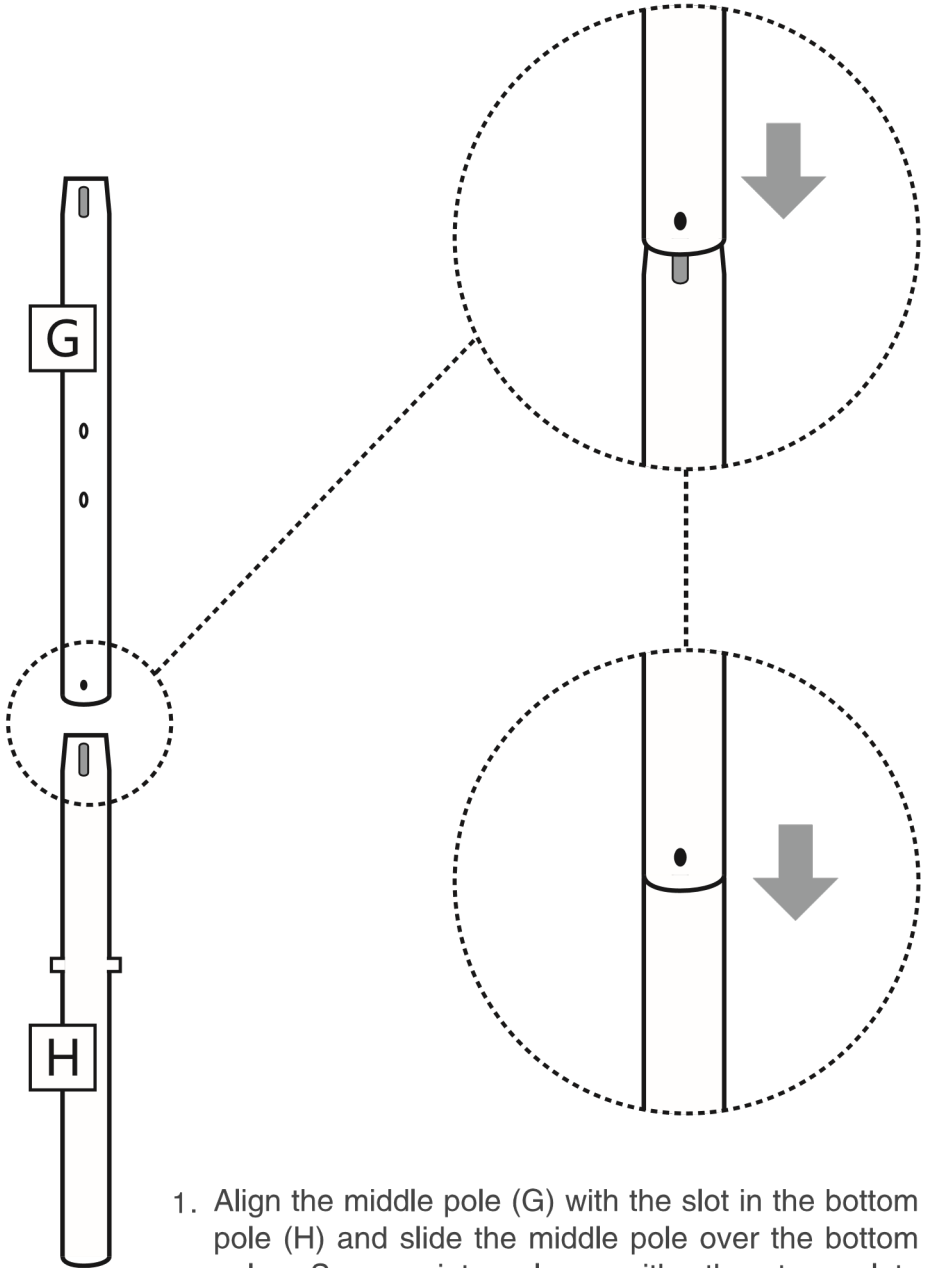 G
H
1. Align the middle pole (G) with the slot in the bottom
pole (H) and slide the middle pole over the bottom